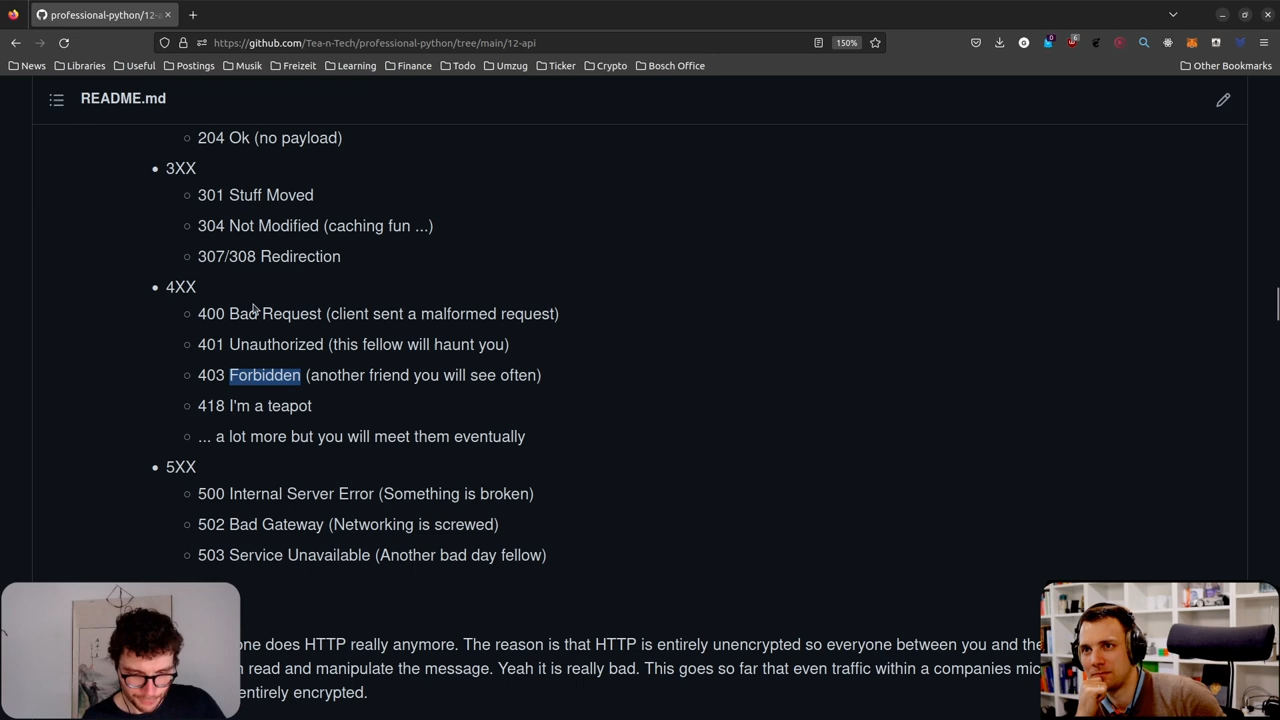 professional-python/12-a
https://github.com/Tea-n-Tech/professional-python/tree/main/12-api
150%
0
6
News Libraries Useful Postings Musik Freizeit Learning Finance Todo Umzug Ticker Crypto Bosch Office Other Bookmarks
README.md
204 Ok (no payload)
3XX
301 Stuff Moved
304 Not Modified (caching fun ...)
307/308 Redirection
4XX
400 Bad Request (client sent a malformed request)
401 Unauthorized (this fellow will haunt you)
403 Forbidden (another friend you will see often)
418 I'm a teapot
... a lot more but you will meet them eventually
5XX
500 Internal Server Error (Something is broken)
502 Bad Gateway (Networking is screwed)
503 Service Unavailable (Another bad day fellow)
one does HTTP really anymore. The reason is that HTTP is entirely unencrypted so everyone between you and the
read and manipulate the message. Yeah it is really bad. This goes so far that even traffic within a companies mic
entirely encrypted.